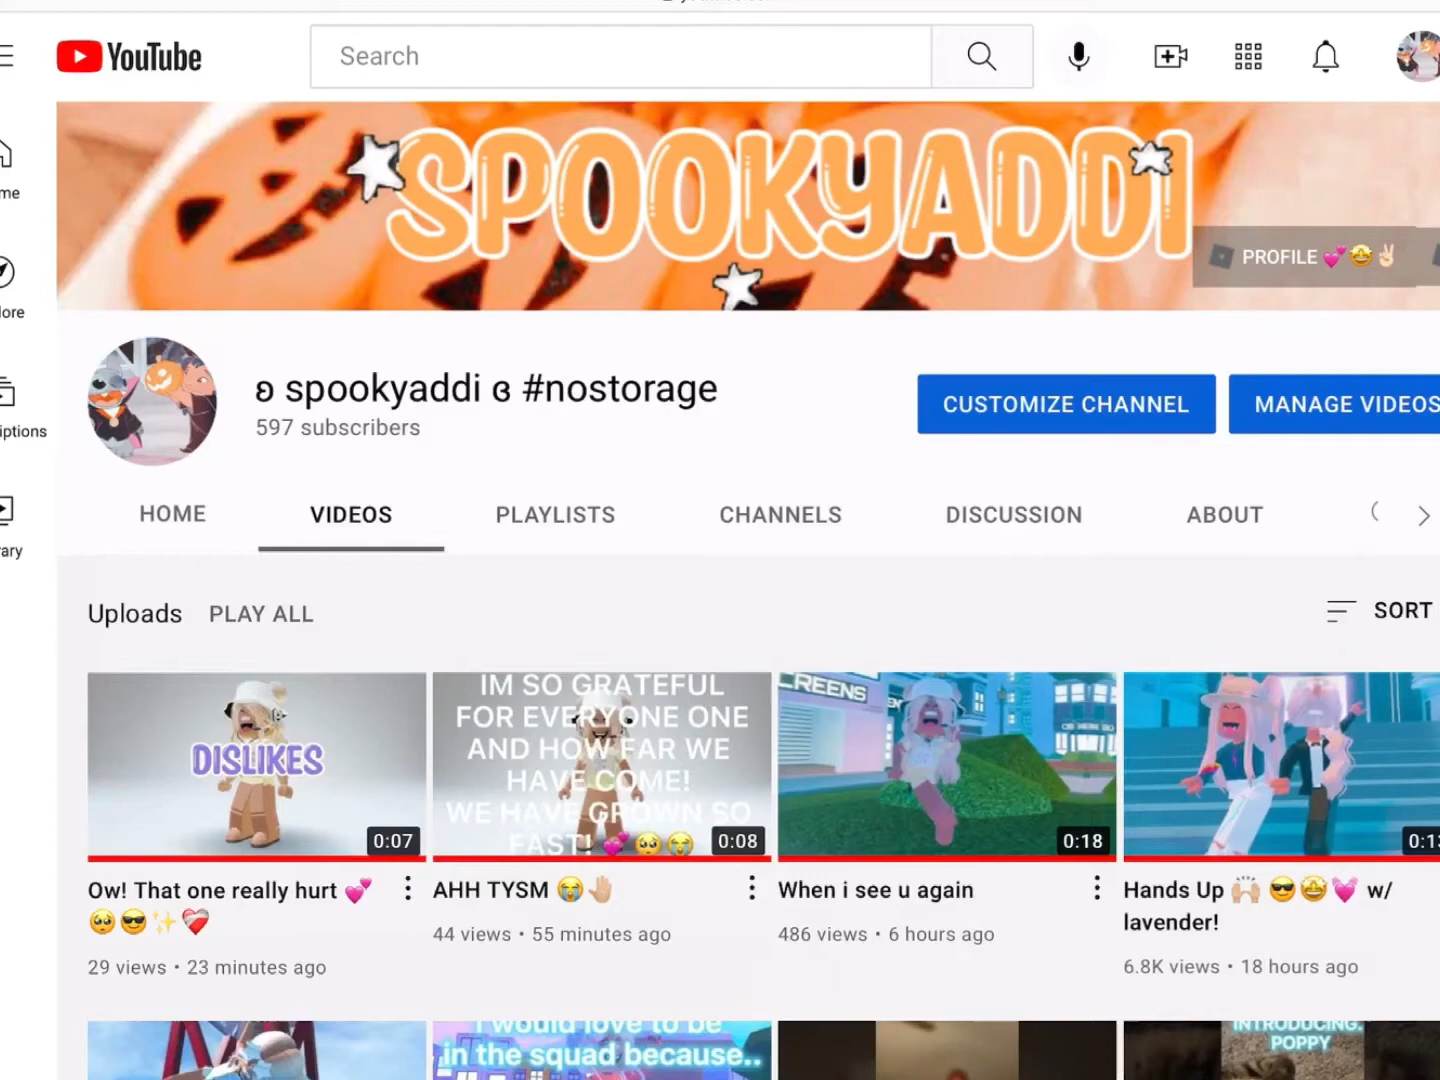 YouTube
Search
SPOOKYADDI
PROFILE 💕🤩✌🏻
me
lore
iptions
rary
ʚ spookyaddi ɞ #nostorage
597 subscribers
CUSTOMIZE CHANNEL
MANAGE VIDEOS
HOME
VIDEOS
PLAYLISTS
CHANNELS
DISCUSSION
ABOUT
Uploads
PLAY ALL
SORT
DISLIKES
0:07
Ow! That one really hurt 💕
🥺😎✨❤️‍🩹
29 views • 23 minutes ago
IM SO GRATEFUL
FOR EVERYONE ONE
AND HOW FAR WE
HAVE COME!
WE HAVE GROWN SO
FAST! 💕🥺😭
0:08
AHH TYSM 😭🤚🏼
44 views • 55 minutes ago
CREENS
0:18
When i see u again
486 views • 6 hours ago
0:13
Hands Up 🙌🏼 😎🤩💓 w/
lavender!
6.8K views • 18 hours ago
I would love to be
in the squad because..
INTRODUCING.
POPPY